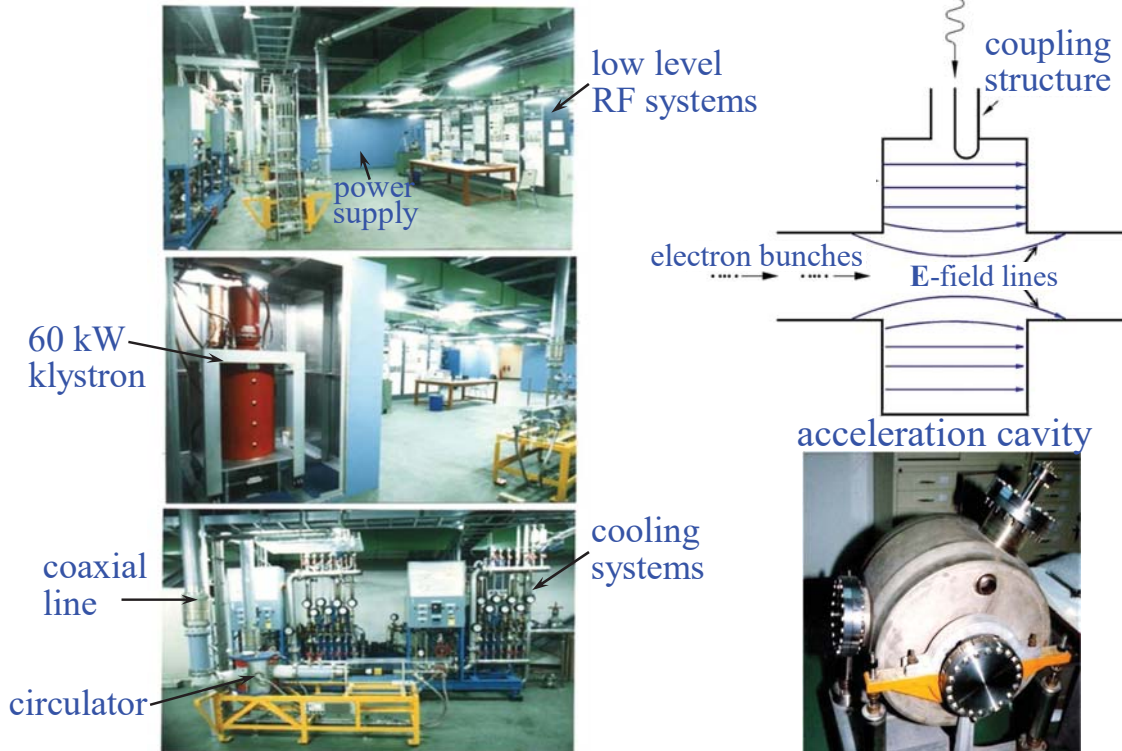 low level
RF systems
power
supply
60 kW
klystron
coaxial
line
cooling
systems
circulator
coupling
structure
electron bunches
E-field lines
acceleration cavity